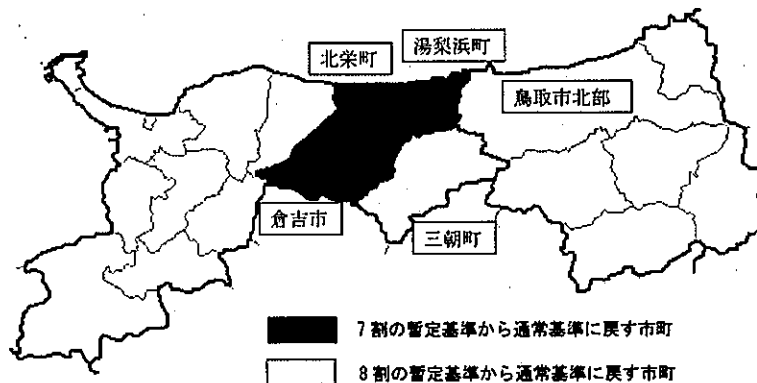 湯梨浜町
北栄町
鳥取市北部
倉吉市
三朝町
7割の暫定基準から通常基準に戻す市町
8割の暫定基準から通常基準に戻す市町